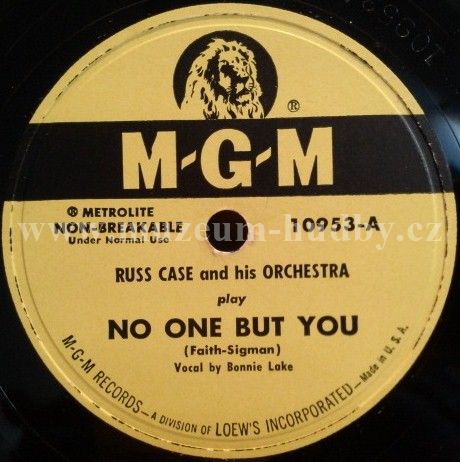 ®
M-G-M
® METROLITE
NON-BREAKABLE
Under Normal Use
10953-A
RUSS CASE and his ORCHESTRA
play
NO ONE BUT YOU
(Faith-Sigman)
Vocal by Bonnie Lake
M-G-M RECORDS—A DIVISION OF LOEW'S INCORPORATED—Made in U. S. A.